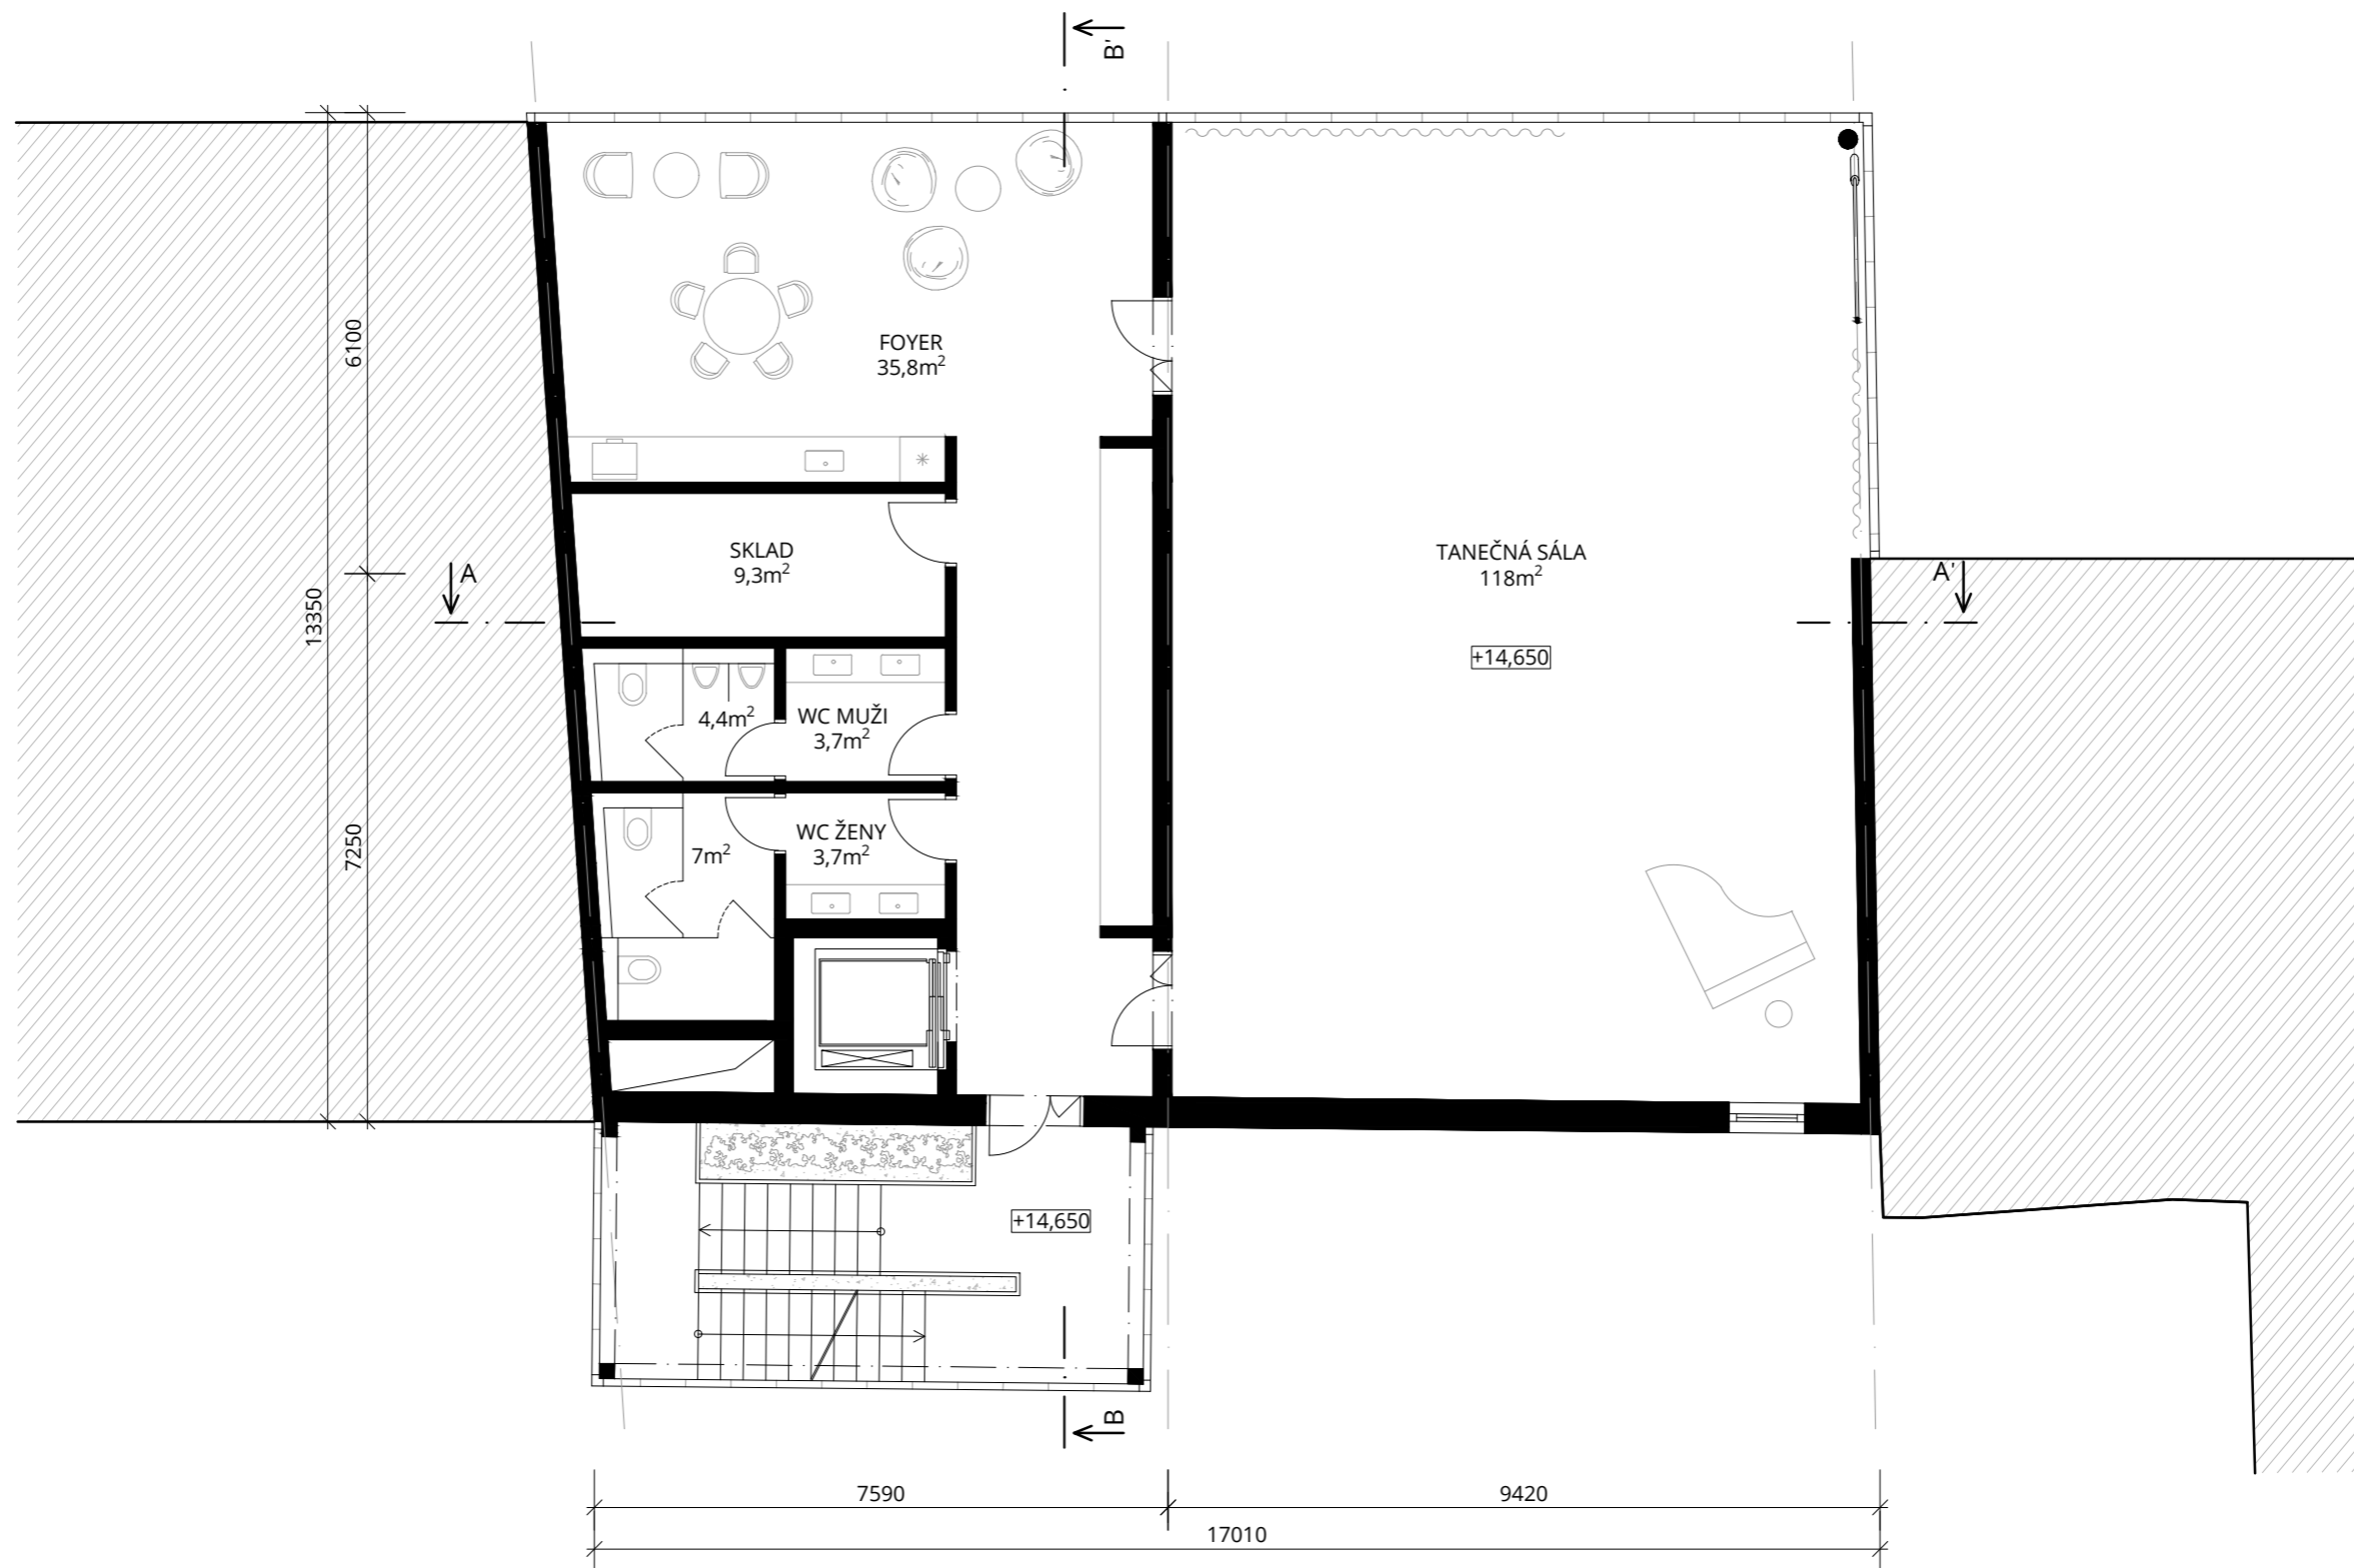 B'
6100
13350
7250
FOYER
35,8m²
SKLAD
9,3m²
TANEČNÁ SÁLA
118m²
A
A'
+14,650
4,4m²
WC MUŽI
3,7m²
WC ŽENY
3,7m²
7m²
+14,650
B
7590
9420
17010